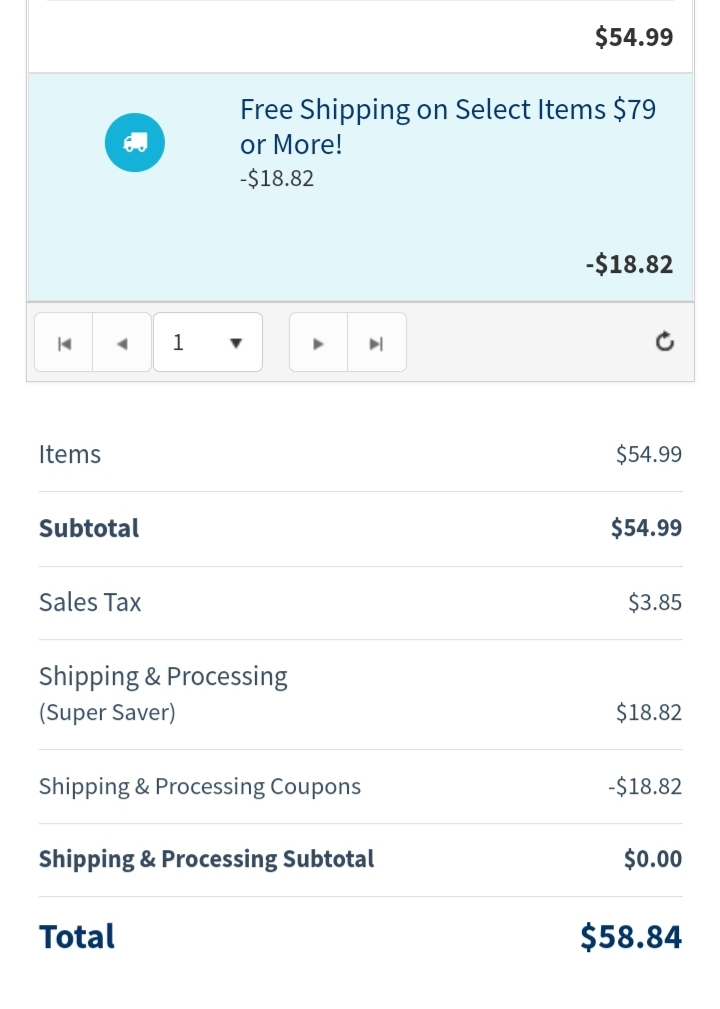 $54.99
Free Shipping on Select Items $79
or More!
-$18.82
-$18.82
1
Items $54.99
Subtotal $54.99
Sales Tax $3.85
Shipping & Processing
(Super Saver) $18.82
Shipping & Processing Coupons -$18.82
Shipping & Processing Subtotal $0.00
Total $58.84